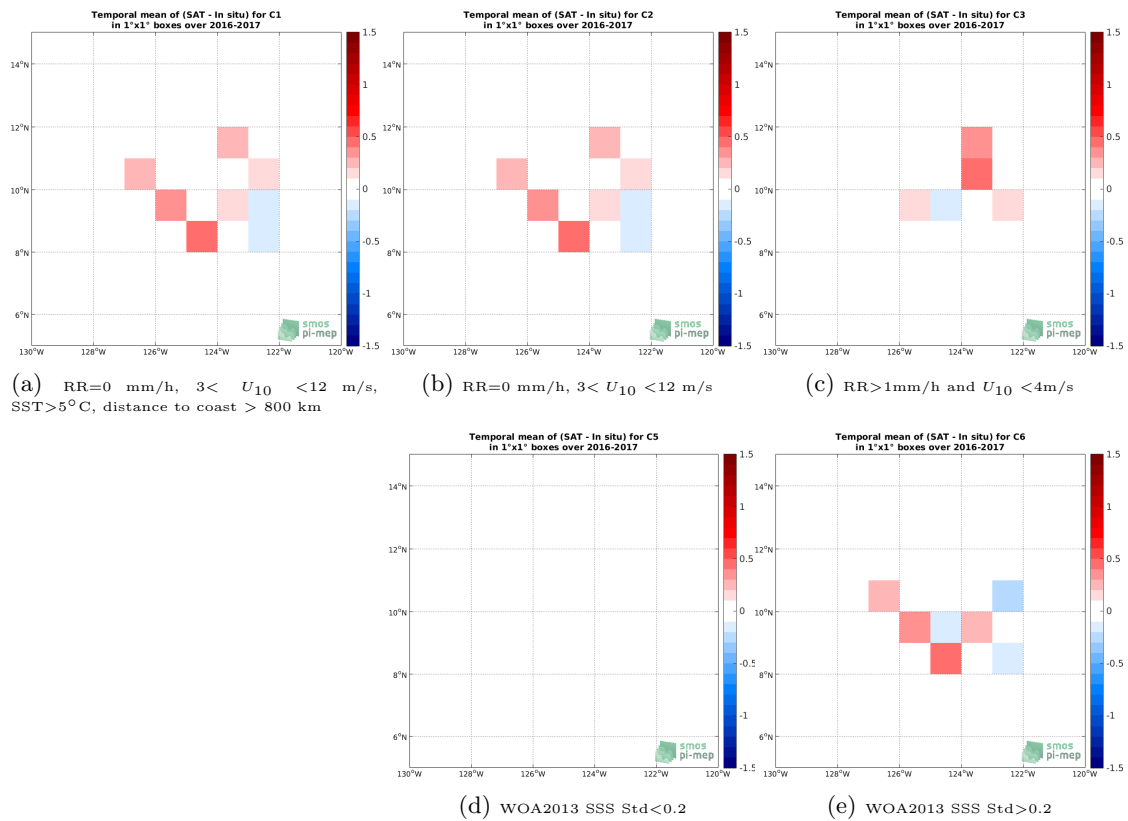 Temporal mean of (SAT - In situ) for C1
in 1°x1° boxes over 2016-2017
14°N
12°N
10°N
8°N
6°N
130°W 128°W 126°W 124°W 122°W 120°W
1.5
1
0.5
0
-0.5
-1
-1.5
smos
pi-mep
(a) RR=0 mm/h, 3< U10 <12 m/s,
SST>5°C, distance to coast > 800 km
Temporal mean of (SAT - In situ) for C2
in 1°x1° boxes over 2016-2017
14°N
12°N
10°N
8°N
6°N
130°W 128°W 126°W 124°W 122°W 120°W
1.5
1
0.5
0
-0.5
-1
-1.5
smos
pi-mep
(b) RR=0 mm/h, 3< U10 <12 m/s
Temporal mean of (SAT - In situ) for C3
in 1°x1° boxes over 2016-2017
14°N
12°N
10°N
8°N
6°N
130°W 128°W 126°W 124°W 122°W 120°W
1.5
1
0.5
0
-0.5
-1
-1.5
smos
pi-mep
(c) RR>1mm/h and U10 <4m/s
Temporal mean of (SAT - In situ) for C5
in 1°x1° boxes over 2016-2017
14°N
12°N
10°N
8°N
6°N
130°W 128°W 126°W 124°W 122°W 120°W
1.5
1
0.5
0
-0.5
-1
-1.5
smos
pi-mep
(d) WOA2013 SSS Std<0.2
Temporal mean of (SAT - In situ) for C6
in 1°x1° boxes over 2016-2017
14°N
12°N
10°N
8°N
6°N
130°W 128°W 126°W 124°W 122°W 120°W
1.5
1
0.5
0
-0.5
-1
-1.5
smos
pi-mep
(e) WOA2013 SSS Std>0.2